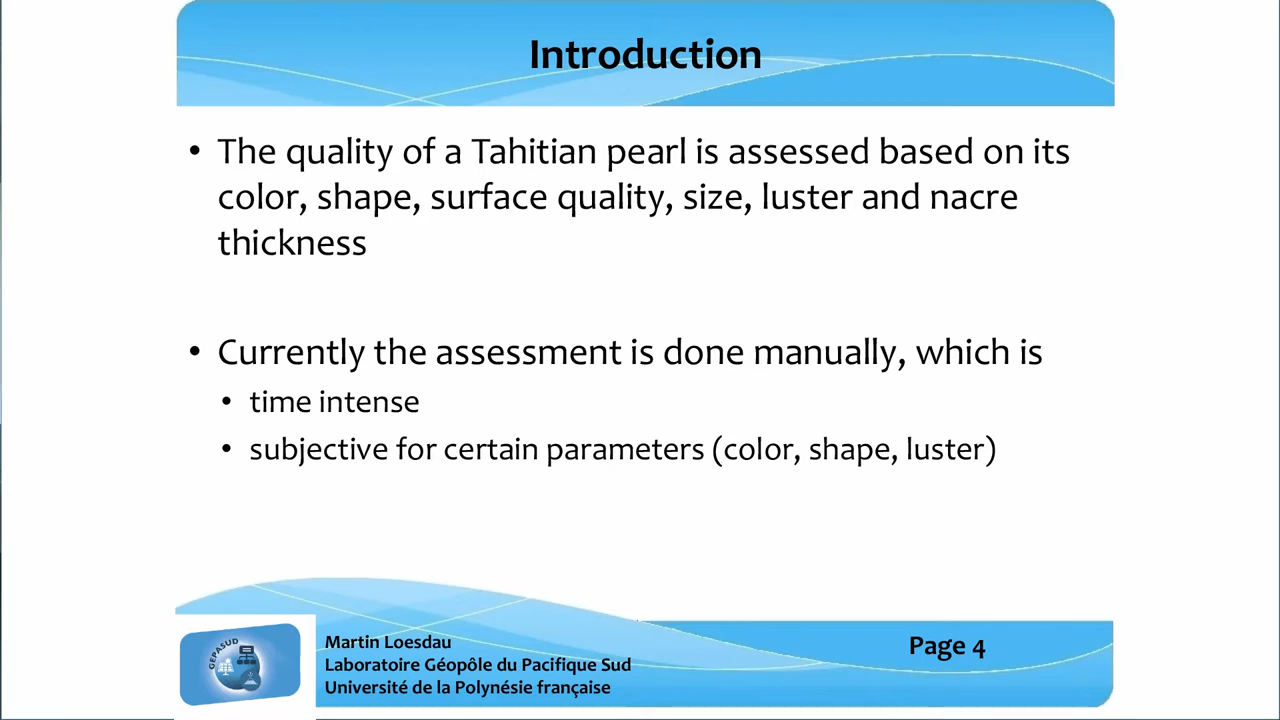 Introduction
• The quality of a Tahitian pearl is assessed based on its
color, shape, surface quality, size, luster and nacre
thickness
• Currently the assessment is done manually, which is
• time intense
• subjective for certain parameters (color, shape, luster)
GEPASUD
Martin Loesdau
Laboratoire Géopôle du Pacifique Sud
Université de la Polynésie française
Page 4